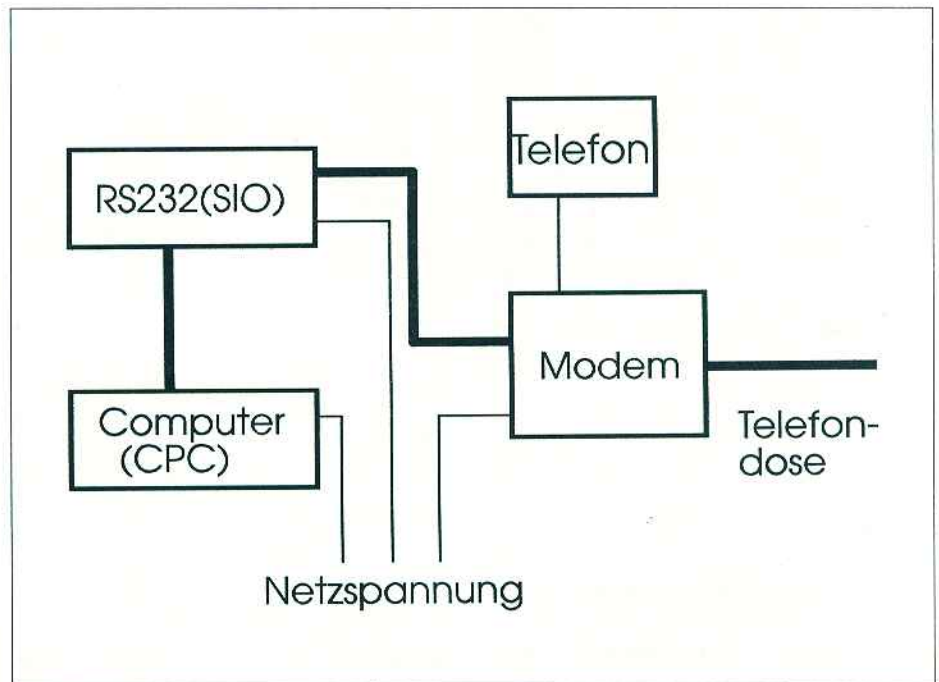 Telefon
RS232(SIO)
Modem
Computer
(CPC)
Telefon-
dose
Netzspannung